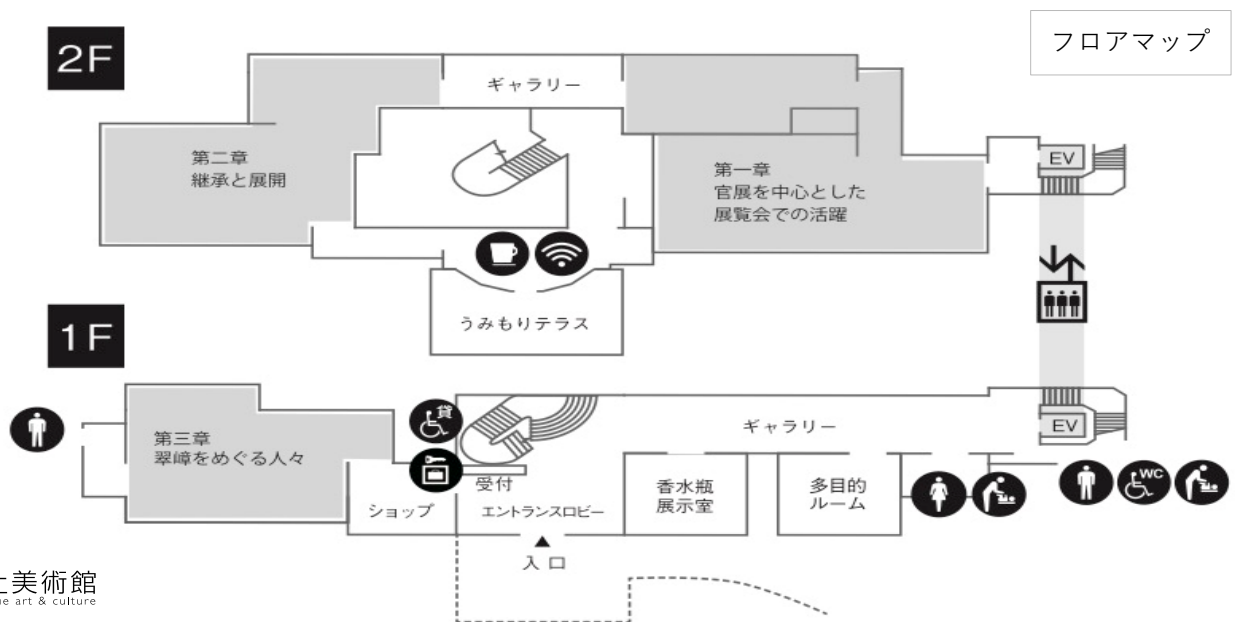 フロアマップ
2F
ギャラリー
第二章
継承と展開
第一章
官展を中心とした
展覧会での活躍
EV
うみもりテラス
1F
第三章
翠嶂をめぐる人々
貸
ギャラリー
EV
受付
ショップ
エントランスロビー
香水瓶
展示室
多目的
ルーム
WC
入口
美術館
art & culture